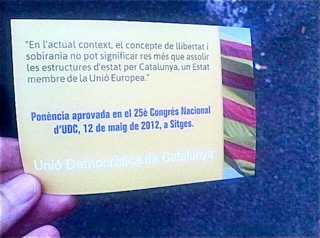 "En l'actual context, el concepte de llibertat i
sobirania no pot significar res més que assolir
les estructures d'estat per Catalunya, un Estat
membre de la Unió Europea."
Ponència aprovada en el 25è Congrés Nacional
d'UDC, 12 de maig de 2012, a Sitges.
Unió Democràtica de Catalunya